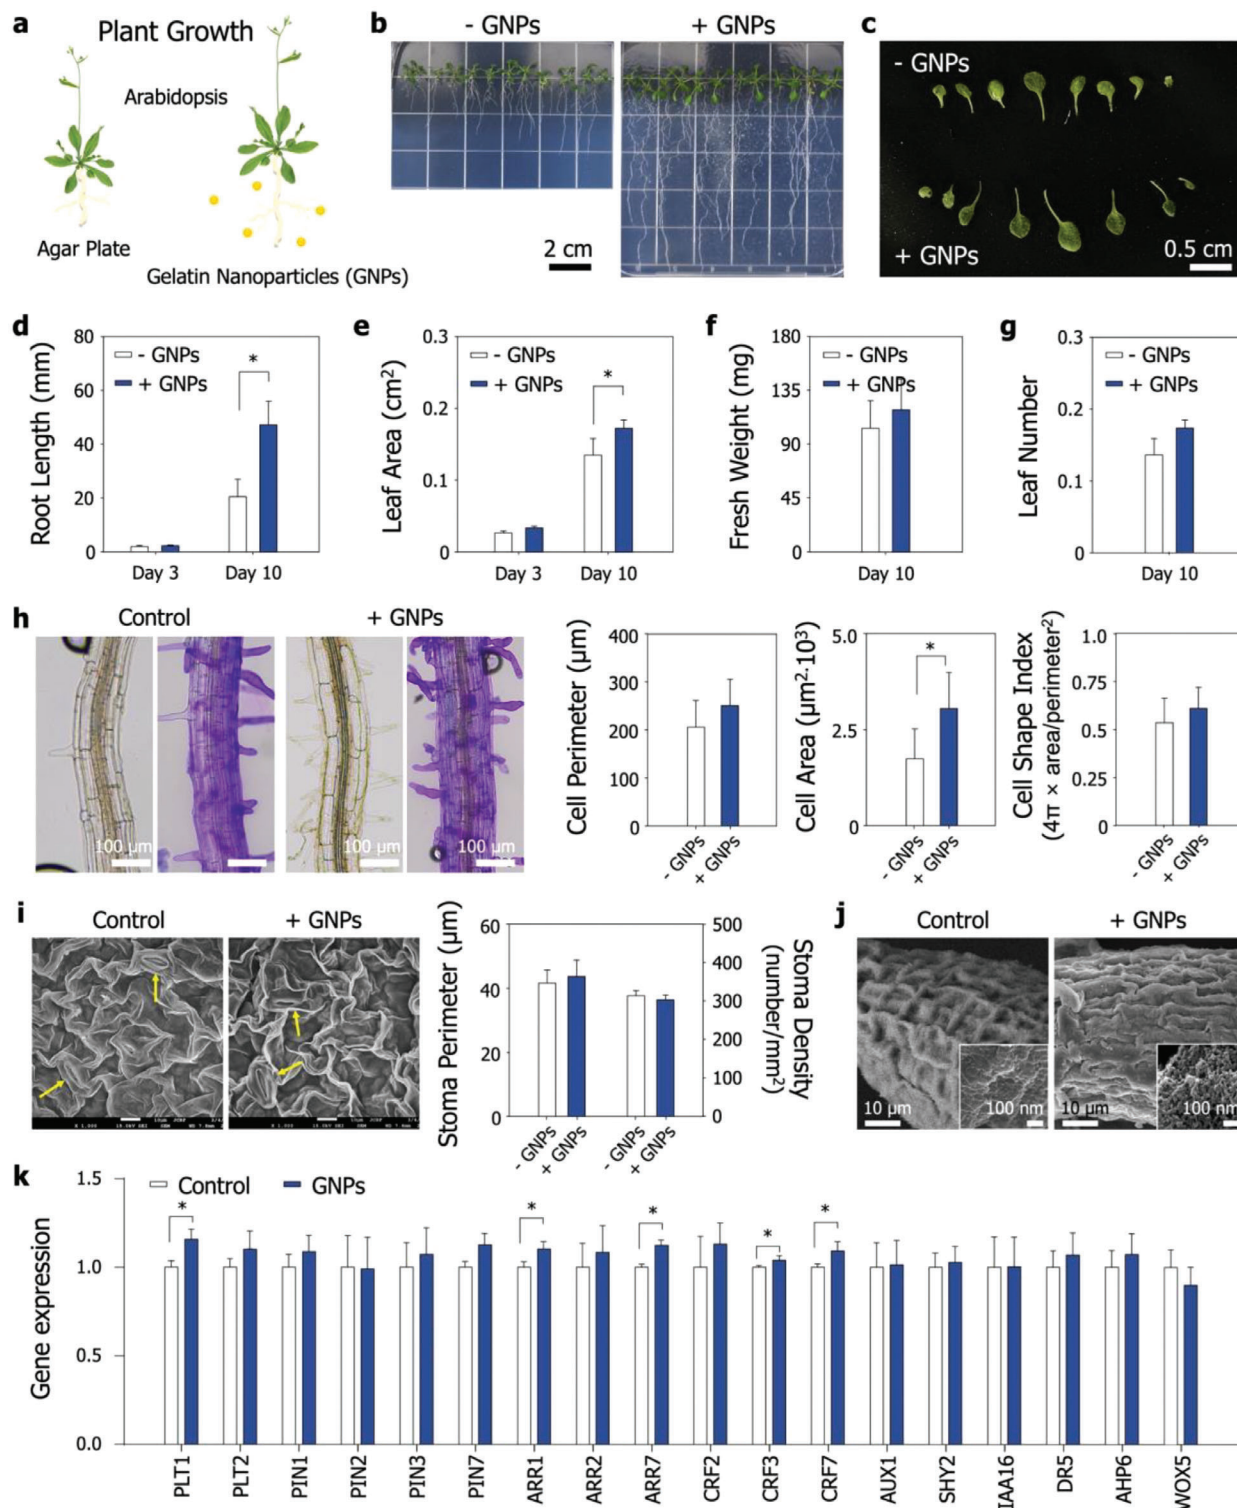 a
Plant Growth
Arabidopsis
Agar Plate
Gelatin Nanoparticles (GNPs)
b
- GNPs
+ GNPs
2 cm
c
- GNPs
+ GNPs
0.5 cm
d
Root Length (mm)
80
60
40
20
0
- GNPs
+ GNPs
*
Day 3
Day 10
e
Leaf Area (cm²)
0.3
0.2
0.1
0
- GNPs
+ GNPs
*
Day 3
Day 10
f
Fresh Weight (mg)
180
135
90
45
0
- GNPs
+ GNPs
Day 10
g
Leaf Number
0.3
0.2
0.1
0
- GNPs
+ GNPs
Day 10
h
Control
+ GNPs
100 µm
100 µm
100 µm
Cell Perimeter (µm)
400
300
200
100
0
- GNPs
+ GNPs
Cell Area (µm²·10³)
5.0
2.5
0
*
- GNPs
+ GNPs
Cell Shape Index
(4π × area/perimeter²)
1.0
0.75
0.5
0.25
0
- GNPs
+ GNPs
i
Control
+ GNPs
Stoma Perimeter (µm)
60
40
20
0
500
400
300
200
100
0
Stoma Density
(number/mm²)
- GNPs
+ GNPs
- GNPs
+ GNPs
j
Control
+ GNPs
10 µm
100 nm
10 µm
100 nm
k
Gene expression
1.5
1.0
0.5
0.0
Control
GNPs
*
*
*
*
*
PLT1
PLT2
PIN1
PIN2
PIN3
PIN7
ARR1
ARR2
ARR7
CRF2
CRF3
CRF7
AUX1
SHY2
IAA16
DR5
AHP6
WOX5